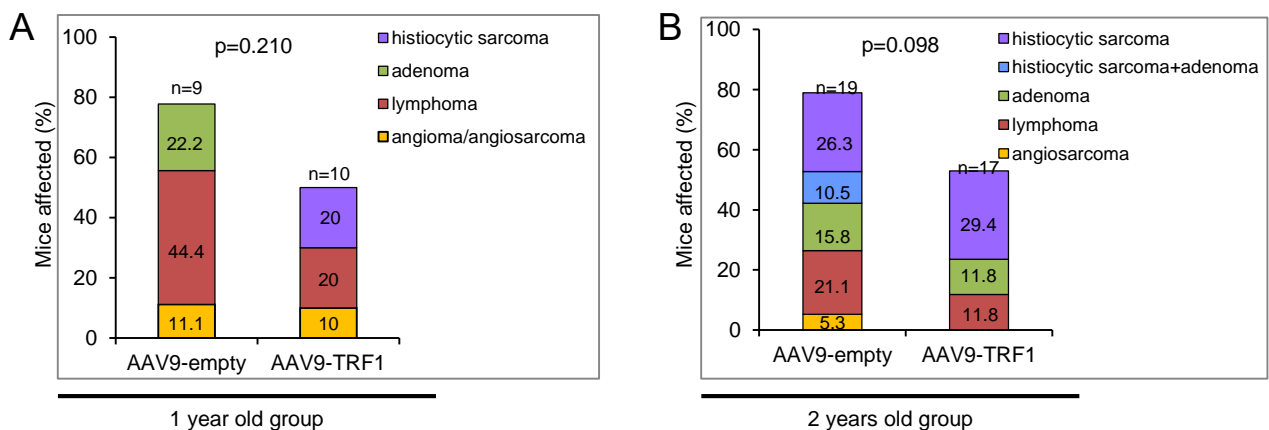 A
Mice affected (%)
100
80
60
40
20
0
p=0.210
n=9
22.2
44.4
11.1
n=10
20
20
10
histiocytic sarcoma
adenoma
lymphoma
angioma/angiosarcoma
AAV9-empty AAV9-TRF1
1 year old group
B
Mice affected (%)
100
80
60
40
20
0
p=0.098
n=19
26.3
10.5
15.8
21.1
5.3
n=17
29.4
11.8
11.8
histiocytic sarcoma
histiocytic sarcoma+adenoma
adenoma
lymphoma
angiosarcoma
AAV9-empty AAV9-TRF1
2 years old group